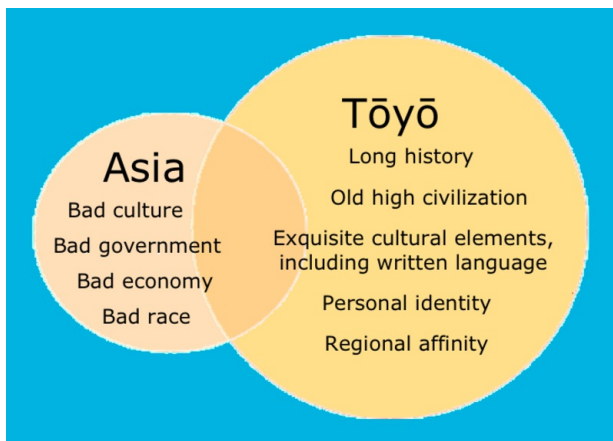 Asia
Bad culture
Bad government
Bad economy
Bad race
Tōyō
Long history
Old high civilization
Exquisite cultural elements,
including written language
Personal identity
Regional affinity